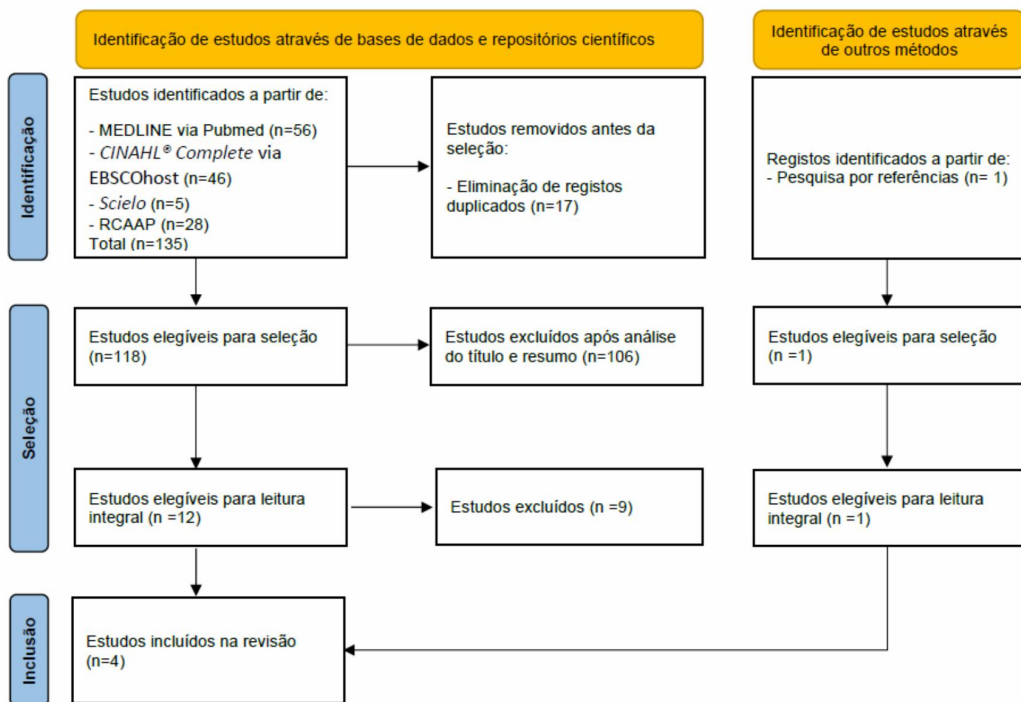 Identificação de estudos através de bases de dados e repositórios científicos
Identificação de estudos através
de outros métodos
Identificação
Estudos identificados a partir de:
- MEDLINE via Pubmed (n=56)
- CINAHL® Complete via
EBSCOhost (n=46)
- Scielo (n=5)
- RCAAP (n=28)
Total (n=135)
Estudos removidos antes da
seleção:
- Eliminação de registos
duplicados (n=17)
Registos identificados a partir de:
- Pesquisa por referências (n= 1)
Seleção
Estudos elegíveis para seleção
(n=118)
Estudos excluídos após análise
do título e resumo (n=106)
Estudos elegíveis para seleção
(n =1)
Estudos elegíveis para leitura
integral (n =12)
Estudos excluídos (n =9)
Estudos elegíveis para leitura
integral (n =1)
Inclusão
Estudos incluídos na revisão
(n=4)